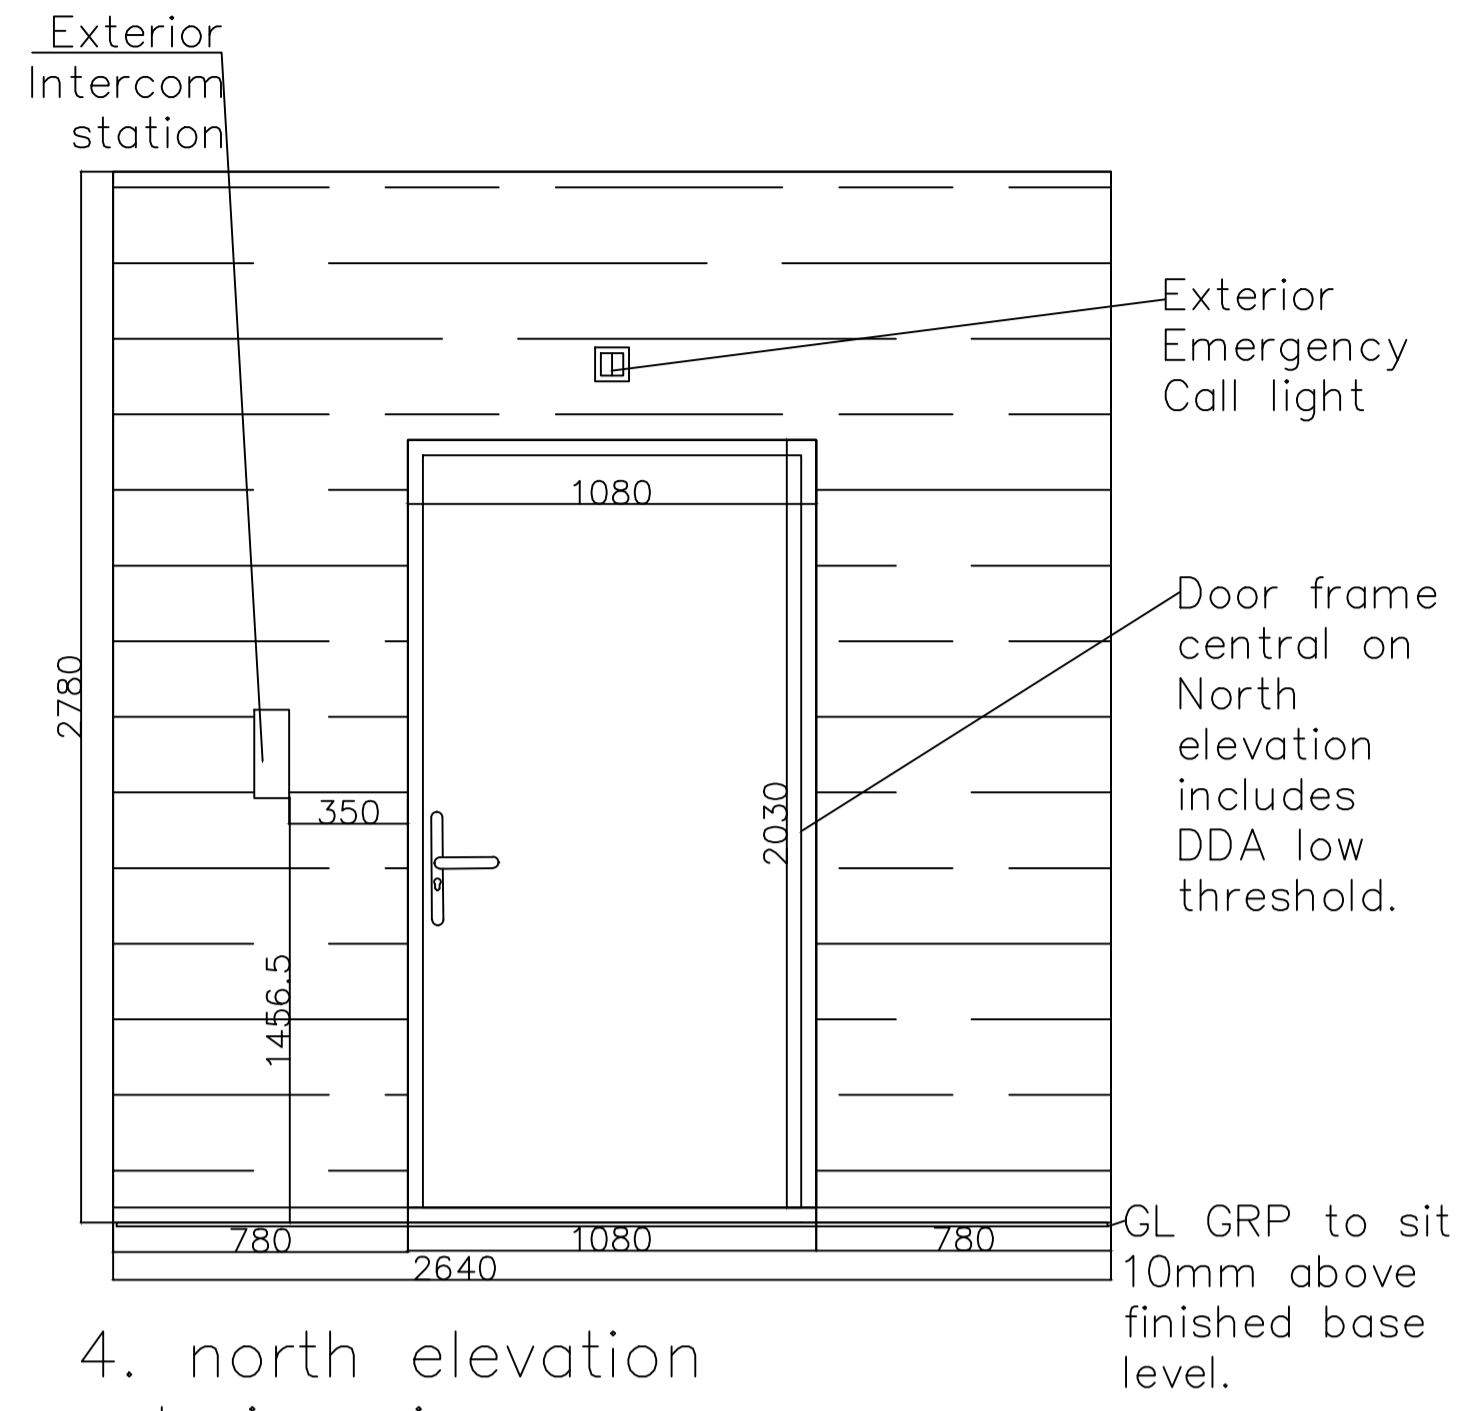 Exterior
Intercom
station
Exterior
Emergency
Call light
1080
Door frame
central on
North
elevation
includes
DDA low
threshold.
2780
350
2030
1456.5
780
1080
780
2640
GL GRP to sit
10mm above
finished base
level.
4. north elevation